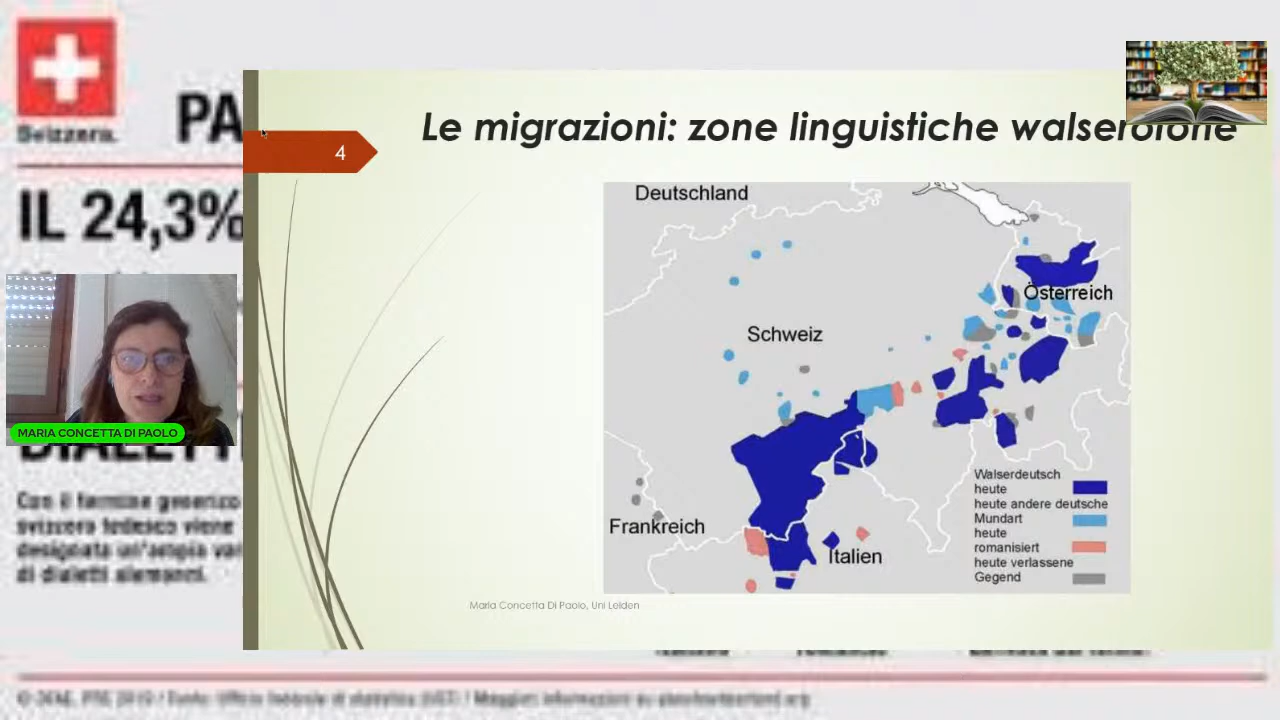 Svizzera.
PA
IL 24,3%
MARIA CONCETTA DI PAOLO
DIALETTI
Con il termine generico
svizzero tedesco viene
designata un'ampia var
di dialetti alemanni.
4
Le migrazioni: zone linguistiche walserofone
Deutschland
Österreich
Schweiz
Frankreich
Italien
Walserdeutsch
heute
heute andere deutsche
Mundart
heute
romanisiert
heute verlassene
Gegend
Maria Concetta Di Paolo, Uni Leiden